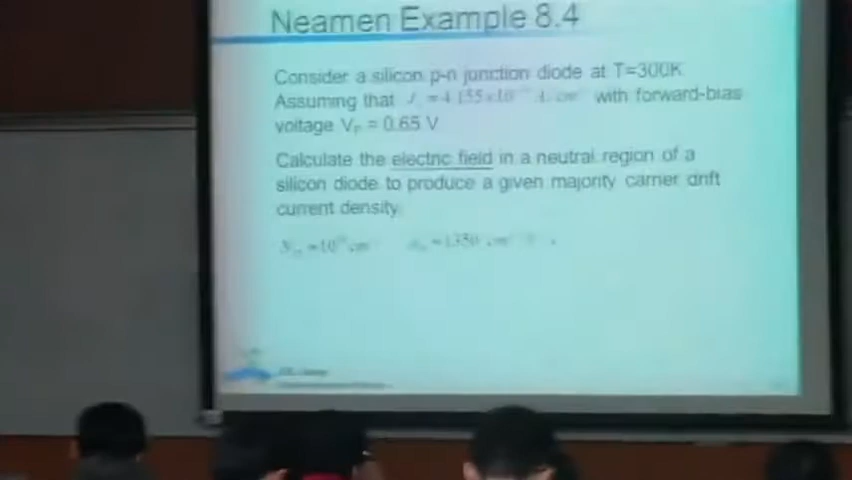 Neamen Example 8.4
Consider a silicon p-n junction diode at T=300K
Assuming that = 4.155×10 with forward-bias
voltage V = 0.65 V
Calculate the electric field in a neutral region of a
silicon diode to produce a given majority carrier drift
current density.
=10 cm =1350 cm